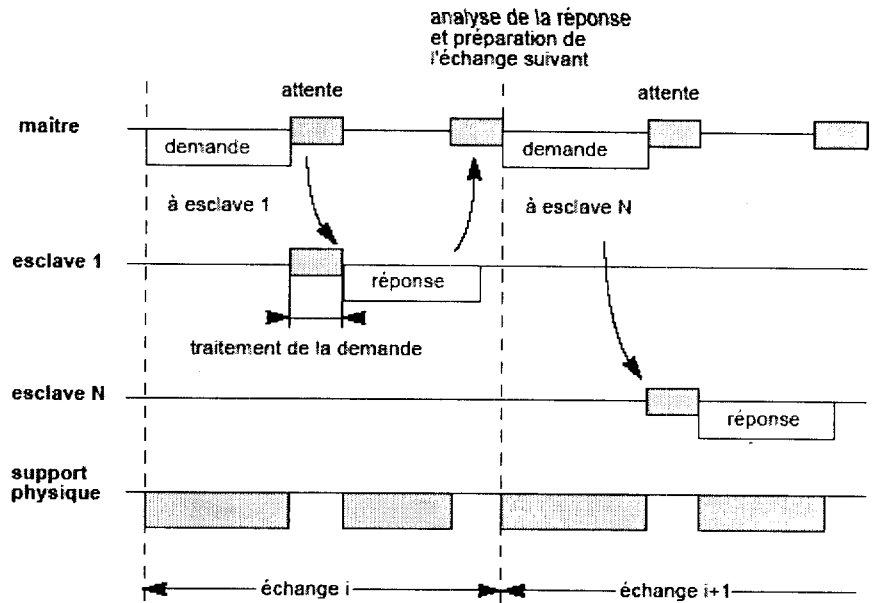 analyse de la réponse
et préparation de
l'échange suivant
attente
attente
maitre
demande
demande
à esclave 1
à esclave N
esclave 1
réponse
traitement de la demande
esclave N
réponse
support
physique
échange i
échange i+1